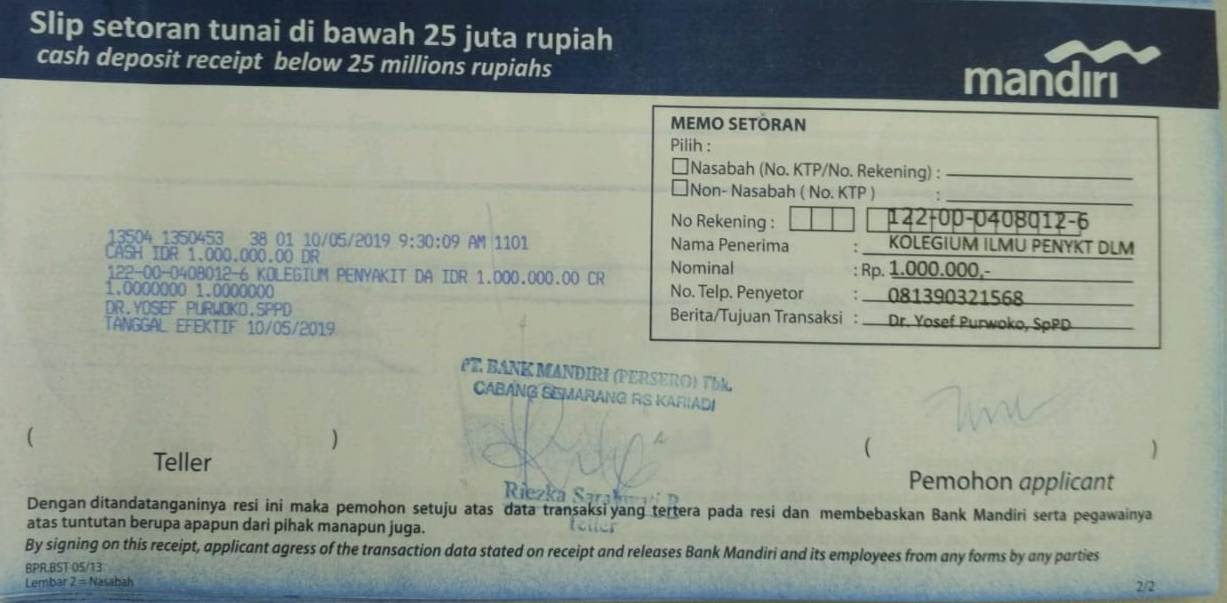 Slip setoran tunai di bawah 25 juta rupiah
cash deposit receipt below 25 millions rupiahs
mandiri
MEMO SETORAN
Pilih :
Nasabah (No. KTP/No. Rekening) :
Non- Nasabah ( No. KTP ) :
No Rekening : 122-00-0408012-6
Nama Penerima : KOLEGIUM ILMU PENYKT DLM
Nominal : Rp. 1.000.000,-
No. Telp. Penyetor : 081390321568
Berita/Tujuan Transaksi : Dr. Yosef Purwoko, SpPD
13504 1350453 38 01 10/05/2019 9:30:09 AM 1101
CASH IDR 1.000.000.00 DR
122-00-0408012-6 KOLEGIUM PENYAKIT DA IDR 1.000.000.00 CR
1.0000000 1.0000000
DR.YOSEF PURWOKO.SPPD
TANGGAL EFEKTIF 10/05/2019
PT. BANK MANDIRI (PERSERO) Tbk.
CABANG SEMARANG RS KARIADI
( )
Teller
Riezka
teller
( )
Pemohon applicant
Dengan ditandatanganinya resi ini maka pemohon setuju atas data transaksi yang tertera pada resi dan membebaskan Bank Mandiri serta pegawainya
atas tuntutan berupa apapun dari pihak manapun juga.
By signing on this receipt, applicant agress of the transaction data stated on receipt and releases Bank Mandiri and its employees from any forms by any parties
BPR.BST 05/13
Lembar 2 = Nasabah
2/2